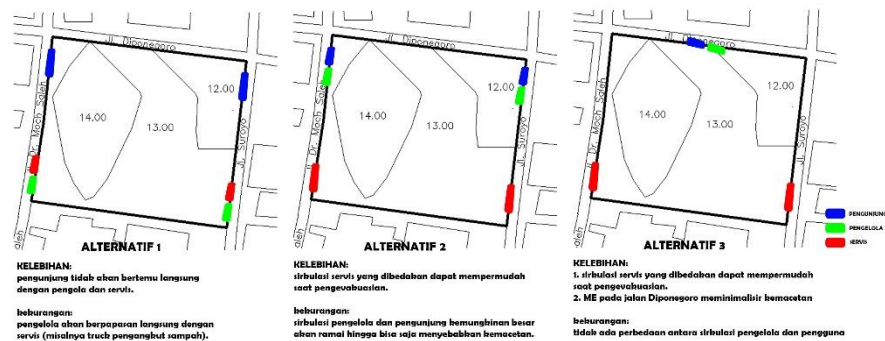 Jl. Diponegoro
Jl. Dr. Moch Saleh
Jl. Suroyo
14.00
13.00
12.00
ALTERNATIF 1
KELEBIHAN:
pengunjung tidak akan bertemu langsung
dengan pengola dan servis.
kekurangan:
pengelola akan berpapasan langsung dengan
servis (misalnya truck pengangkut sampah).
Jl. Diponegoro
Dr. Moch Saleh
Jl. Suroyo
14.00
13.00
12.00
ALTERNATIF 2
KELEBIHAN:
sirkulasi servis yang dibedakan dapat mempermudah
saat pengevakuasian.
kekurangan:
sirkulasi pengelola dan pengunjung kemungkinan besar
akan ramai hingga bisa saja menyebabkan kemacetan.
Jl. Diponegoro
Dr. Moch Saleh
Jl. Suroyo
14.00
13.00
12.00
PENGUNJUNG
PENGELOLA
SERVIS
ALTERNATIF 3
KELEBIHAN:
1. sirkulasi servis yang dibedakan dapat mempermudah
saat pengevakuasian.
2. ME pada jalan Diponegoro meminimalisir kemacetan
kekurangan:
tidak ada perbedaan antara sirkulasi pengelola dan pengguna